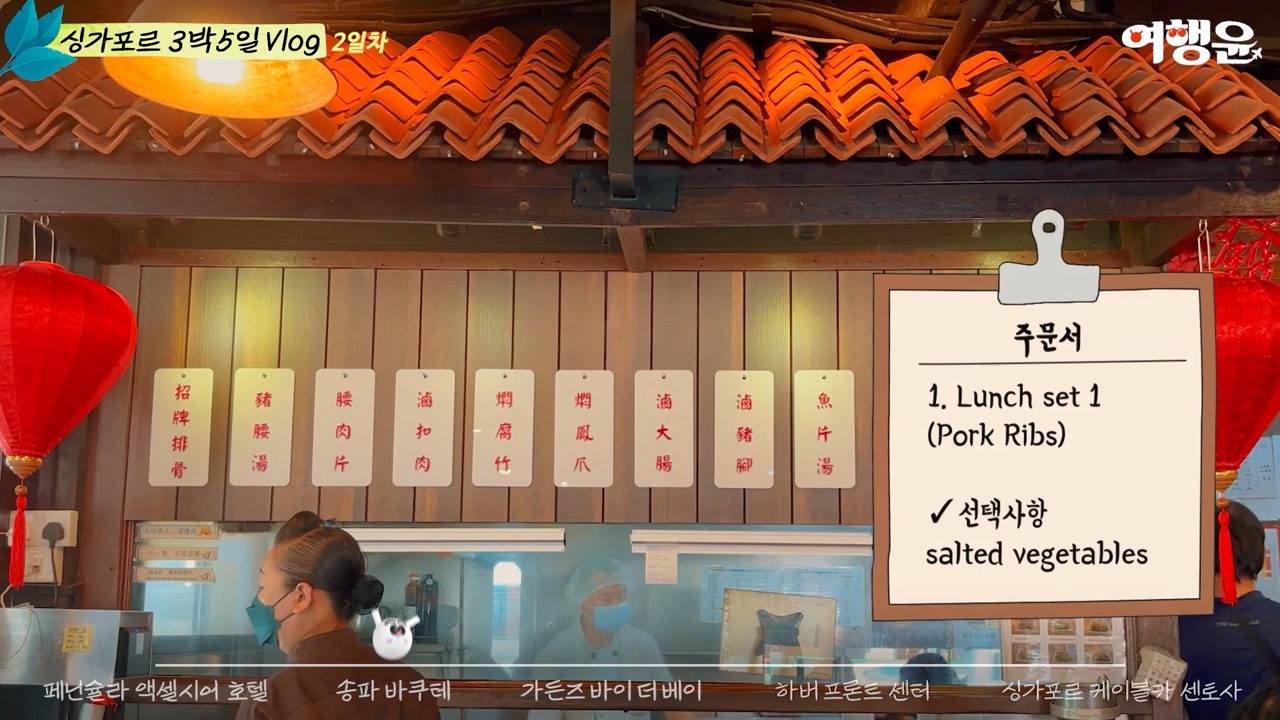 싱가포르 3박5일 Vlog 2일차
여행윤
招牌排骨
豬腰湯
腰肉片
滷扣肉
燜腐竹
燜鳳爪
滷大腸
滷豬腳
魚片湯
주문서
1. Lunch set 1
(Pork Ribs)
✓ 선택사항
salted vegetables
페닌슐라 액셀시어 호텔
송파 바쿠테
가든즈 바이 더 베이
하버 프론트 센터
싱가포르 케이블카 센토사